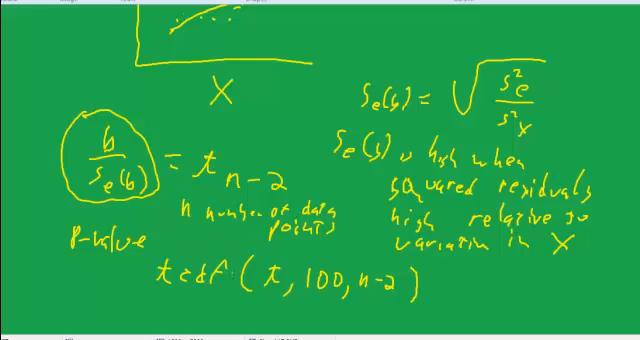 X
Se(b) = √ s²e / s²x
b / Se(b) = t n-2
n number of data points
P-value
Se(b) is high when
squared residuals
high relative to
variation in X
tcdf (t, 100, n-2)